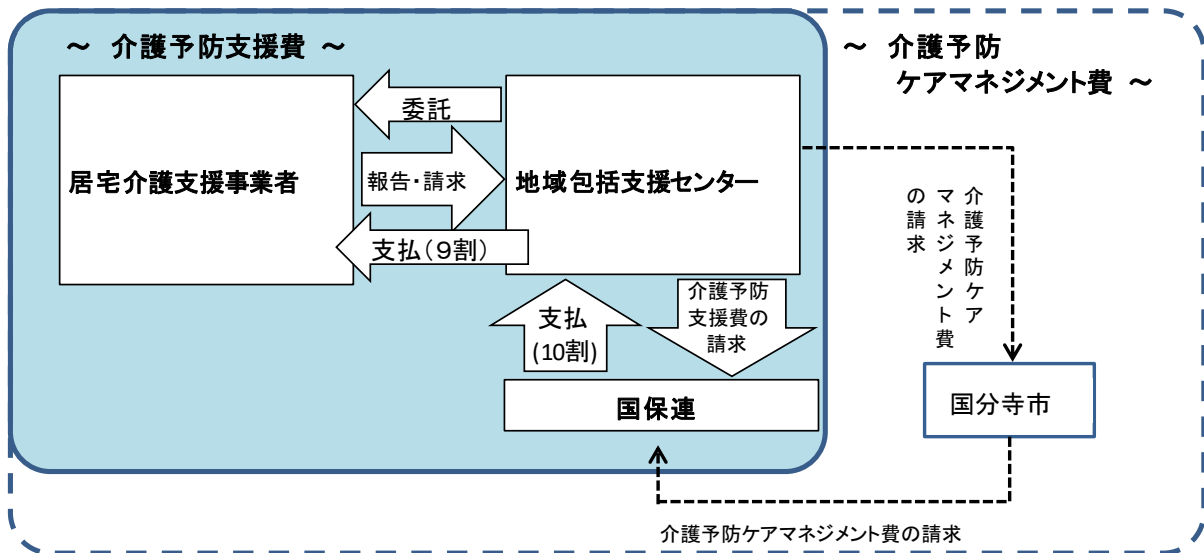 ～ 介護予防支援費 ～
～ 介護予防
ケアマネジメント費 ～
委託
居宅介護支援事業者
報告・請求
地域包括支援センター
支払(９割)
介護予防ケア
マネジメント費
の請求
支払
(10割)
介護予防
支援費の
請求
国保連
国分寺市
介護予防ケアマネジメント費の請求